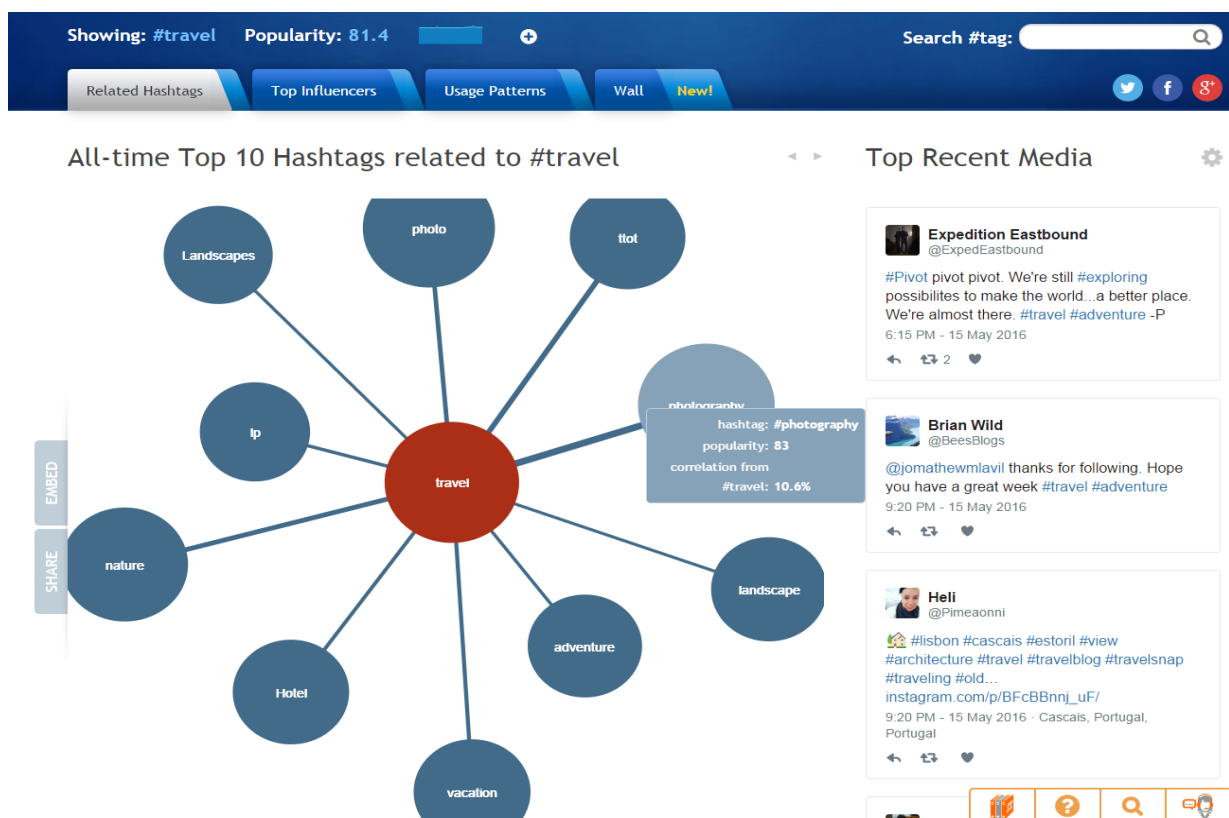 Showing: #travel Popularity: 81.4
Search #tag:
Related Hashtags
Top Influencers
Usage Patterns
Wall New!
All-time Top 10 Hashtags related to #travel
Landscapes
photo
ttot
photography
hashtag: #photography
popularity: 83
correlation from
#travel: 10.6%
lp
travel
nature
landscape
adventure
Hotel
vacation
EMBED
SHARE
Top Recent Media
Expedition Eastbound
@ExpedEastbound
#Pivot pivot pivot. We're still #exploring
possibilites to make the world...a better place.
We're almost there. #travel #adventure -P
6:15 PM - 15 May 2016
2
Brian Wild
@BeesBlogs
@jomathewmlavil thanks for following. Hope
you have a great week #travel #adventure
9:20 PM - 15 May 2016
Heli
@Pimeaonni
#lisbon #cascais #estoril #view
#architecture #travel #travelblog #travelsnap
#traveling #old…
instagram.com/p/BFcBBnnj_uF/
9:20 PM - 15 May 2016 · Cascais, Portugal,
Portugal